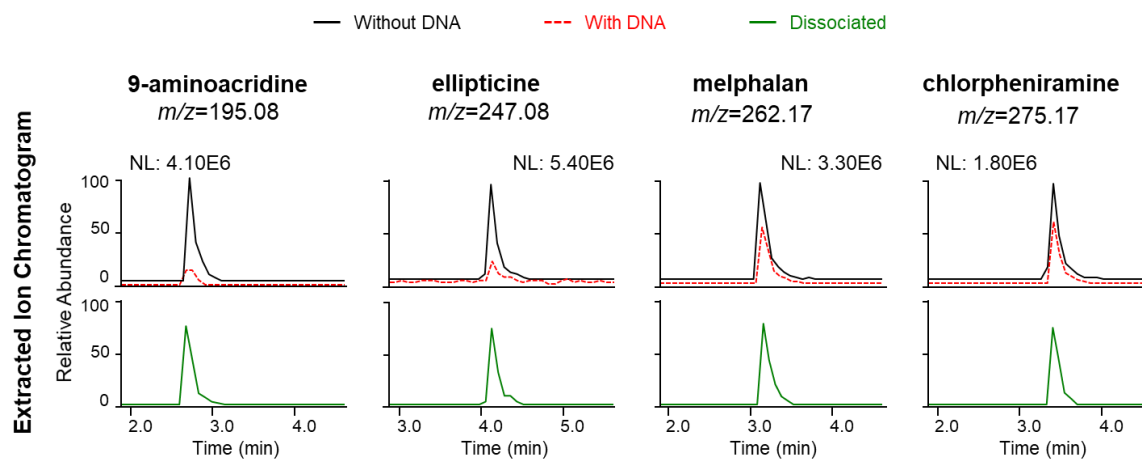 Without DNA With DNA Dissociated
9-aminoacridine ellipticine melphalan chlorpheniramine
m/z=195.08 m/z=247.08 m/z=262.17 m/z=275.17
NL: 4.10E6 NL: 5.40E6 NL: 3.30E6 NL: 1.80E6
Extracted Ion Chromatogram
Relative Abundance
100
50
0
100
50
0
2.0 3.0 4.0 3.0 4.0 5.0 2.0 3.0 4.0 2.0 3.0 4.0
Time (min) Time (min) Time (min) Time (min)